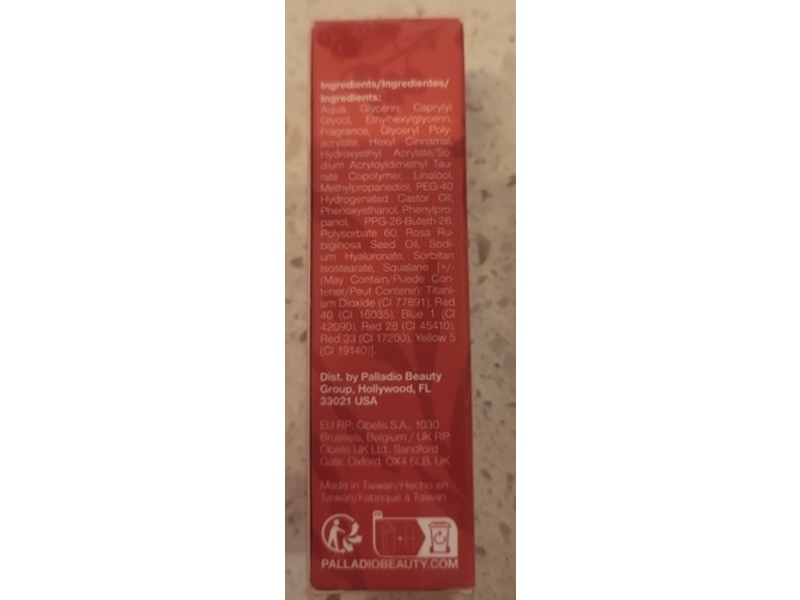 Ingredients/Ingredientes/
Ingredients:
Aqua, Glycerin, Caprylyl
Glycol, Ethylhexylglycerin,
Fragrance, Glyceryl Poly-
acrylate, Hexyl Cinnamal,
Hydroxyethyl Acrylate/So-
dium Acryloyldimethyl Tau-
rate Copolymer, Linalool,
Methylpropanediol, PEG-40
Hydrogenated Castor Oil,
Phenoxyethanol, Phenylpro-
panol, PPG-26-Buteth-26,
Polysorbate 60, Rosa Ru-
biginosa Seed Oil, Sodi-
um Hyaluronate, Sorbitan
Isostearate, Squalane [+/-
(May Contain/Puede Con-
tener/Peut Contenir): Titani-
um Dioxide (CI 77891), Red
40 (CI 16035), Blue 1 (CI
42090), Red 28 (CI 45410),
Red 33 (CI 17200), Yellow 5
(CI 19140)].
Dist. by Palladio Beauty
Group, Hollywood, FL
33021 USA
EU RP: Obelis S.A., 1030
Brussels, Belgium / UK RP
Obelis UK Ltd., Sandford
Gate, Oxford, OX4 6LB, UK
Made in Taiwan/Hecho en
Taiwan/Fabriqué à Taiwan
PALLADIOBEAUTY.COM